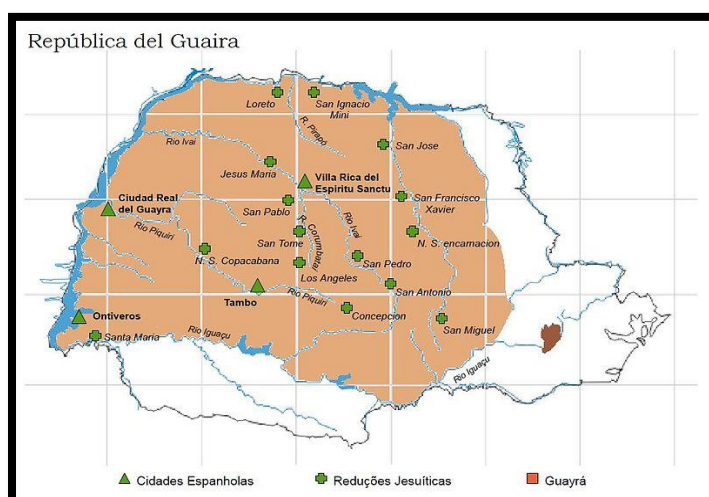 República del Guaira
Loreto
San Ignacio
Mini
R. Pirapó
Rio Ivai
San Jose
Jesus Maria
Villa Rica del
Espiritu Sanctu
Ciudad Real
del Guayra
San Pablo
San Francisco
Xavier
Rio Piquiri
R. Corumbatai
Rio Ivai
San Tome
N. S. encarnacion
N. S. Copacabana
San Pedro
Los Angeles
Tambo
Rio Piquiri
San Antonio
Concepcion
Ontiveros
Santa Maria
Rio Iguaçu
San Miguel
Rio Iguaçu
Cidades Espanholas
Reduções Jesuíticas
Guayrá